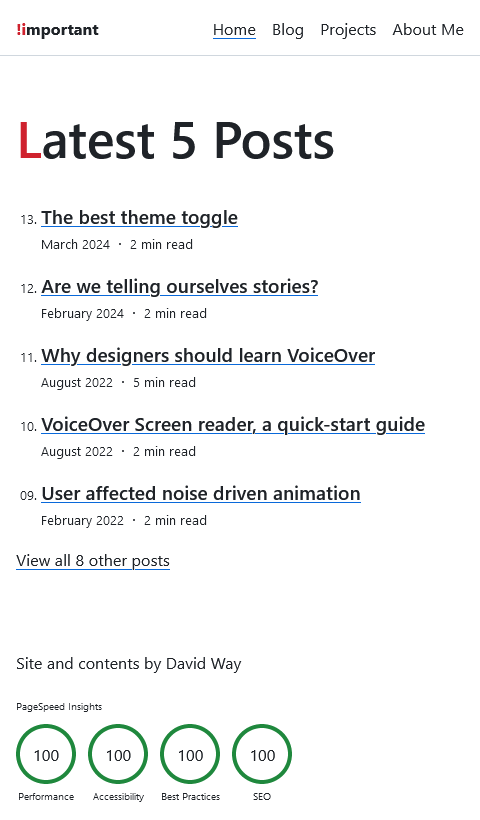 !important
Home Blog Projects About Me
Latest 5 Posts
13. The best theme toggle
March 2024 · 2 min read
12. Are we telling ourselves stories?
February 2024 · 2 min read
11. Why designers should learn VoiceOver
August 2022 · 5 min read
10. VoiceOver Screen reader, a quick-start guide
August 2022 · 2 min read
09. User affected noise driven animation
February 2022 · 2 min read
View all 8 other posts
Site and contents by David Way
PageSpeed Insights
100 100 100 100
Performance Accessibility Best Practices SEO